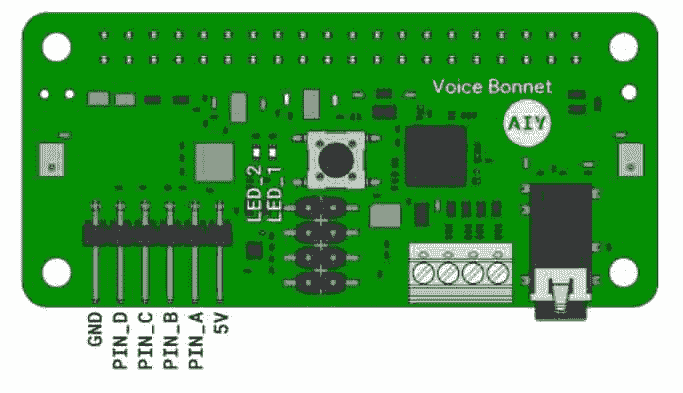 Voice Bonnet
AIY
LED_2
LED_1
GND
PIN_D
PIN_C
PIN_B
PIN_A
5V